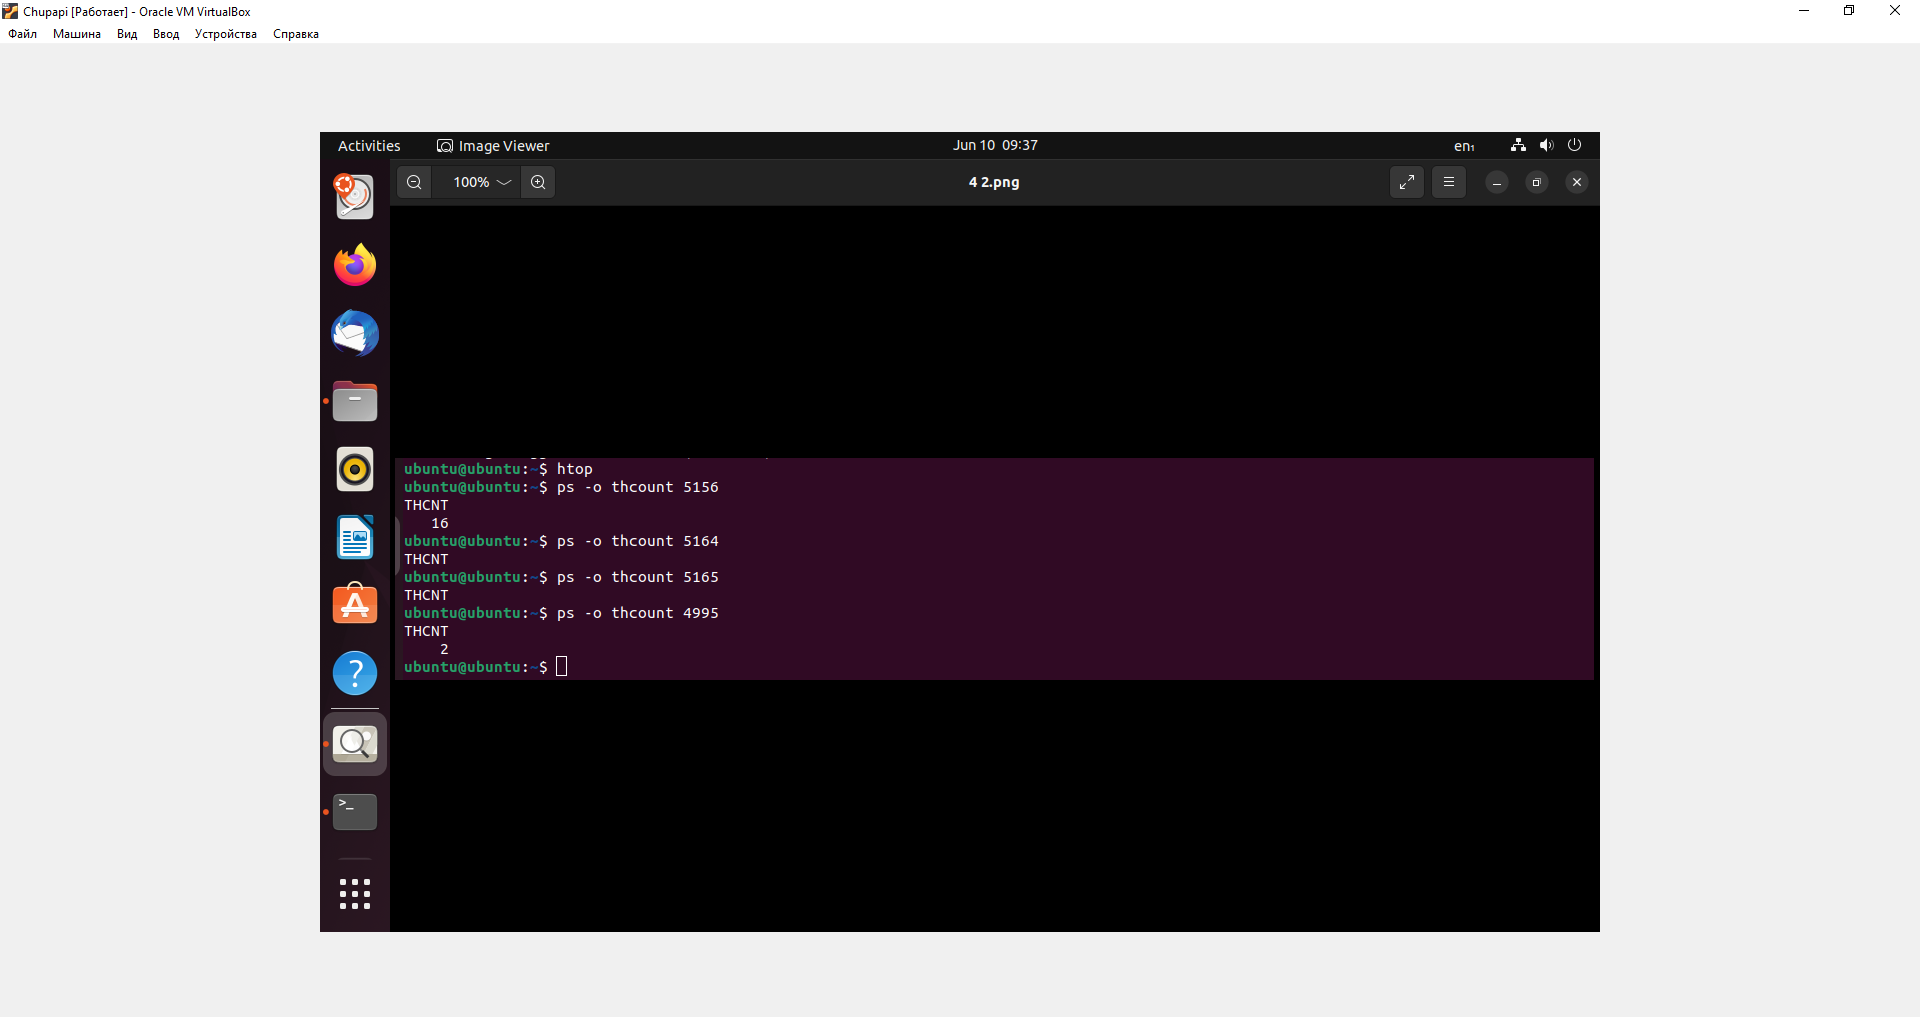 Chupapi [Работает] - Oracle VM VirtualBox
Файл Машина Вид Ввод Устройства Справка
Activities Image Viewer Jun 10 09:37 en₁
100% 4 2.png
ubuntu@ubuntu:~$ htop
ubuntu@ubuntu:~$ ps -o thcount 5156
THCNT
16
ubuntu@ubuntu:~$ ps -o thcount 5164
THCNT
ubuntu@ubuntu:~$ ps -o thcount 5165
THCNT
ubuntu@ubuntu:~$ ps -o thcount 4995
THCNT
2
ubuntu@ubuntu:~$